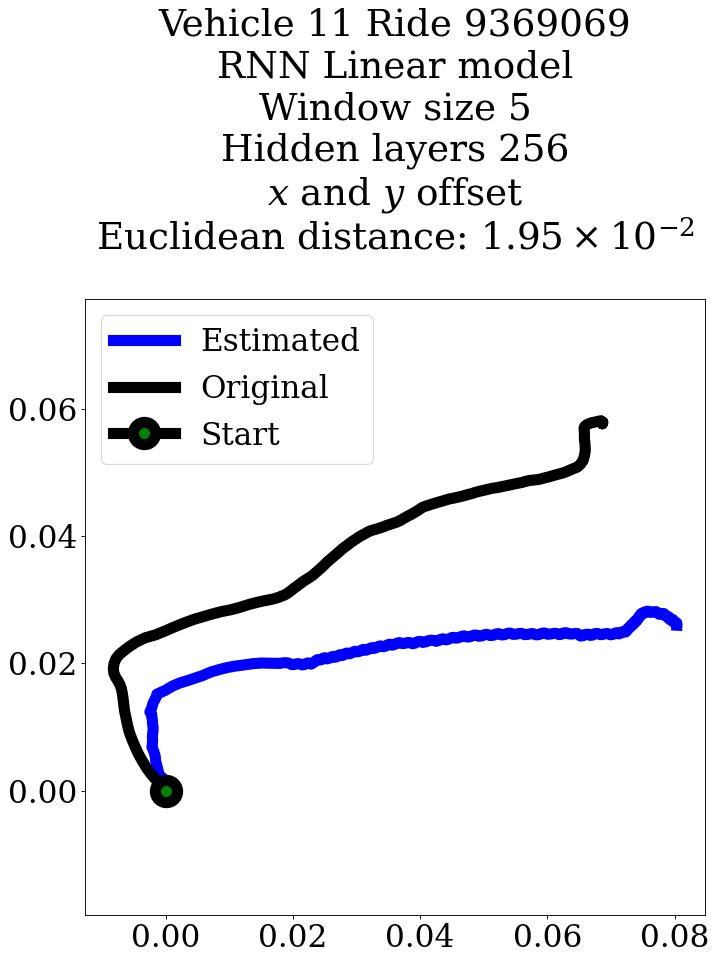 Vehicle 11 Ride 9369069
RNN Linear model
Window size 5
Hidden layers 256
x and y offset
Euclidean distance: 1.95 × 10⁻²
Estimated
Original
Start
0.06
0.04
0.02
0.00
0.00 0.02 0.04 0.06 0.08